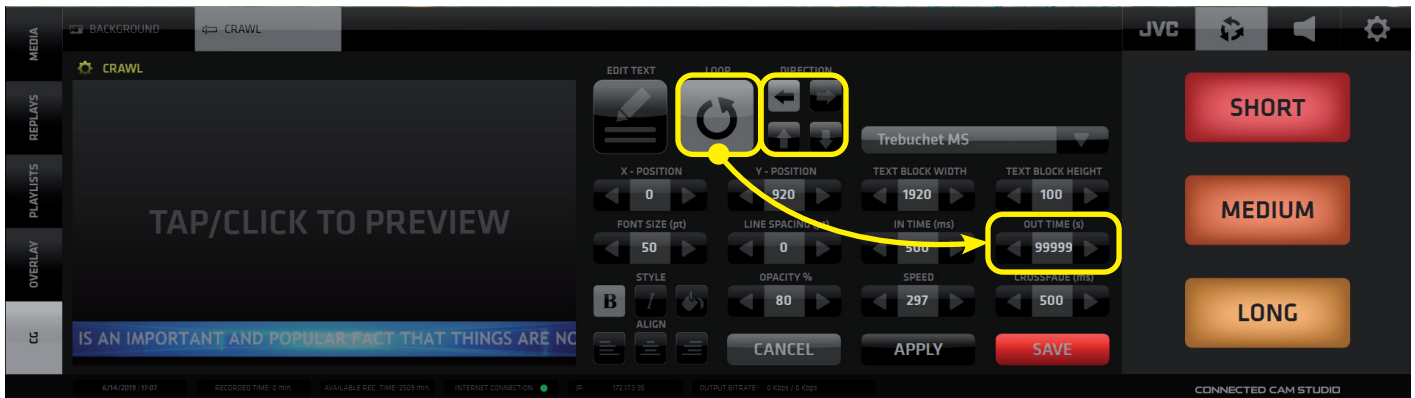 MEDIA
REPLAYS
PLAYLISTS
OVERLAY
CG
BACKGROUND
CRAWL
CRAWL
TAP/CLICK TO PREVIEW
IS AN IMPORTANT AND POPULAR FACT THAT THINGS ARE NO
EDIT TEXT LOOP DIRECTION
Trebuchet MS
X - POSITION Y - POSITION TEXT BLOCK WIDTH TEXT BLOCK HEIGHT
0 920 1920 100
FONT SIZE (pt) LINE SPACING (pt) IN TIME (ms) OUT TIME (s)
50 0 500 99999
STYLE OPACITY % SPEED CROSSFADE (ms)
B I 80 297 500
ALIGN
CANCEL APPLY SAVE
JVC
SHORT
MEDIUM
LONG
6/14/2019 | 17:07 RECORDED TIME: 0 min AVAILABLE REC. TIME: 2509 min INTERNET CONNECTION IP: OUTPUT BITRATE: 0 Kbps / 0 Kbps
CONNECTED CAM STUDIO